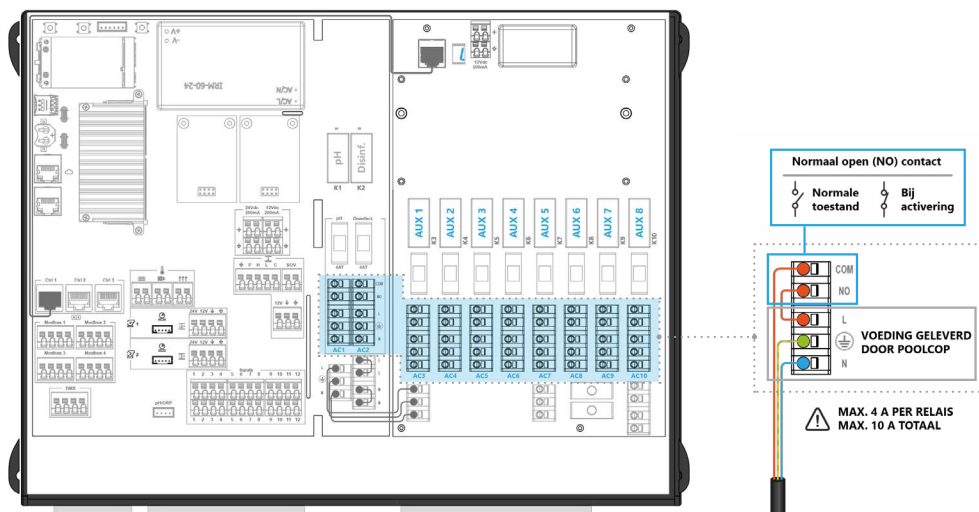 V+
V-
IRM-60-24
AC/N
AC/L
12Vdc
500mA
pH
Disinf.
K1
K2
AUX 1
AUX 2
AUX 3
AUX 4
AUX 5
AUX 6
AUX 7
AUX 8
K3
K4
K5
K6
K7
K8
K9
K10
24Vdc
200mA
12Vdc
200mA
pH
Disinfect.
4AT
4AT
P H L C
BUV
12V
Ctrl 1
Ctrl 2
Ctrl 3
Modbus 1
Modbus 2
Modbus 3
Modbus 4
1
24V 12V
2
24V 12V
Inputs
1 2 3 4 5 6 7 8 9 10 11 12
1 2 3 4 5 6 7 8 9 10 11 12
pH/ORP
COM
NO
L
N
AC1
AC2
L
N
L
N
AC3
AC4
AC5
AC6
AC7
AC8
AC9
AC10
Normaal open (NO) contact
Normale
toestand
Bij
activering
COM
NO
L
N
VOEDING GELEVERD
DOOR POOLCOP
MAX. 4 A PER RELAIS
MAX. 10 A TOTAAL